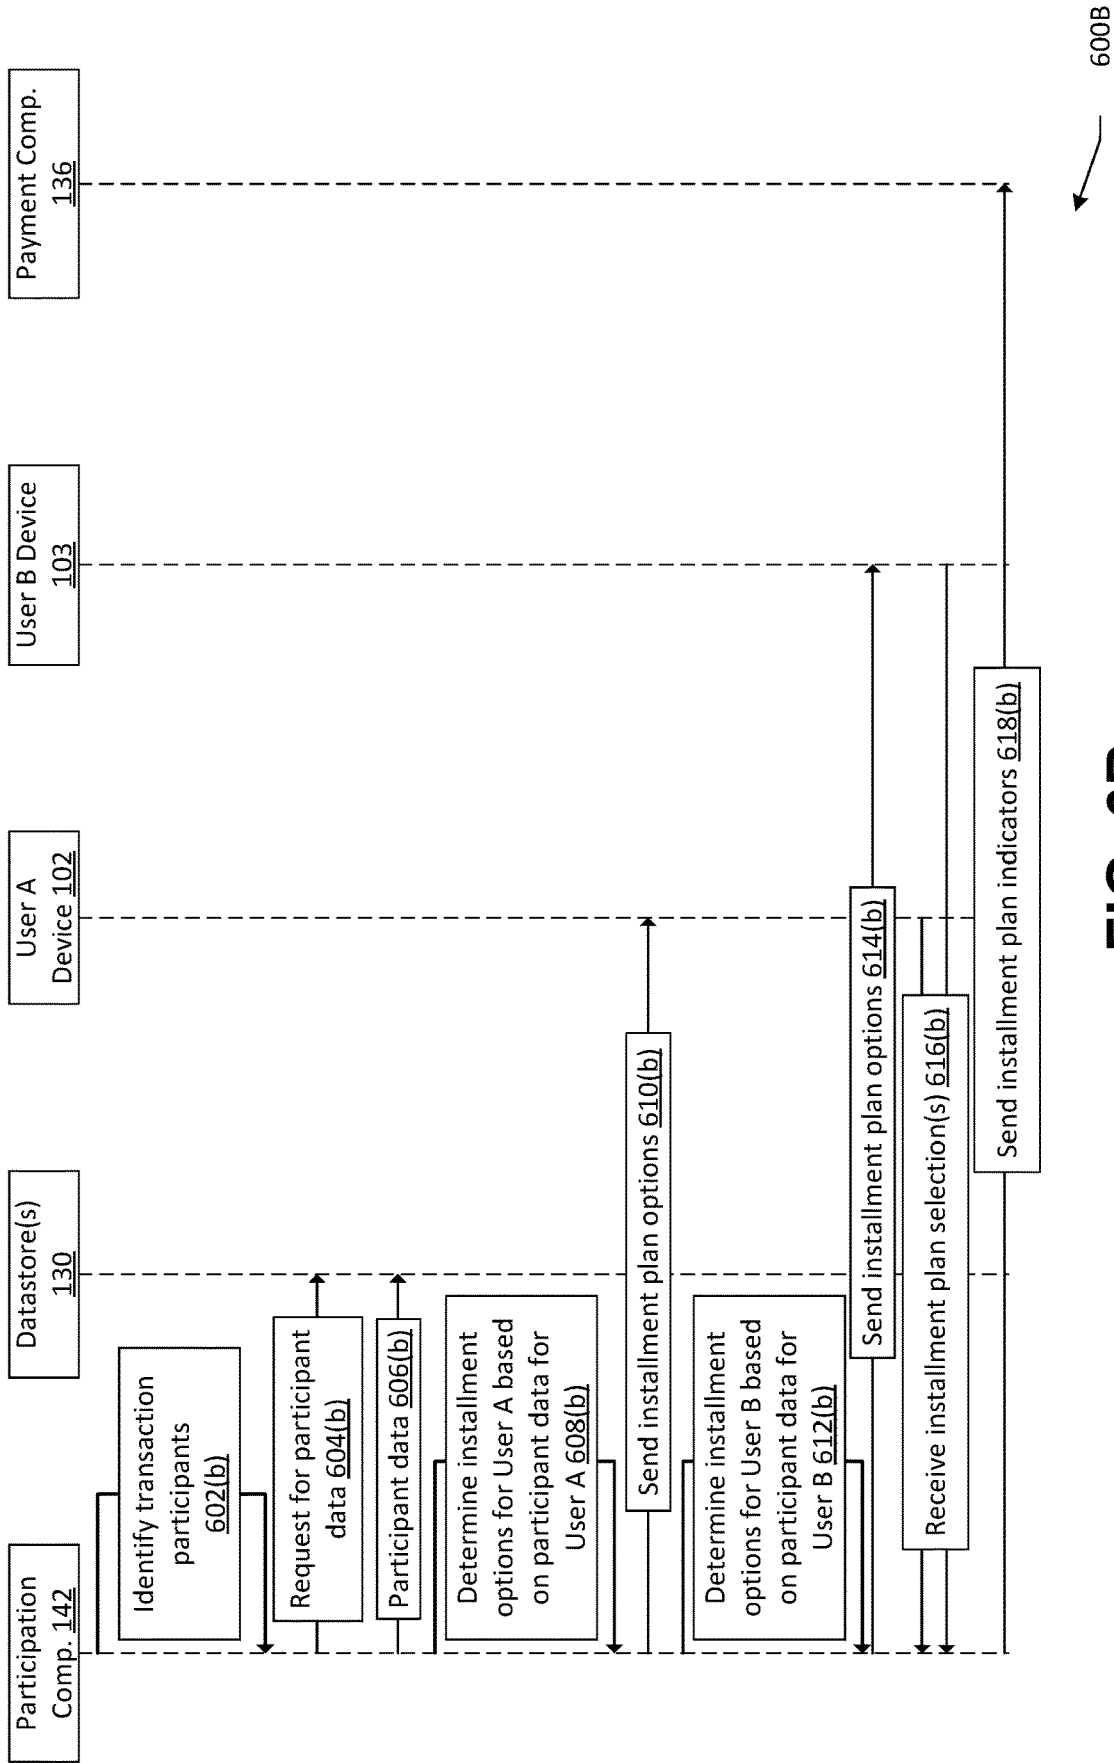 Participation
Comp. 142
Datastore(s)
130
User A
Device 102
User B Device
103
Payment Comp.
136
Identify transaction
participants
602(b)
Request for participant
data 604(b)
Participant data 606(b)
Determine installment
options for User A based
on participant data for
User A 608(b)
Send installment plan options 610(b)
Determine installment
options for User B based
on participant data for
User B 612(b)
Send installment plan options 614(b)
Receive installment plan selection(s) 616(b)
Send installment plan indicators 618(b)
600B